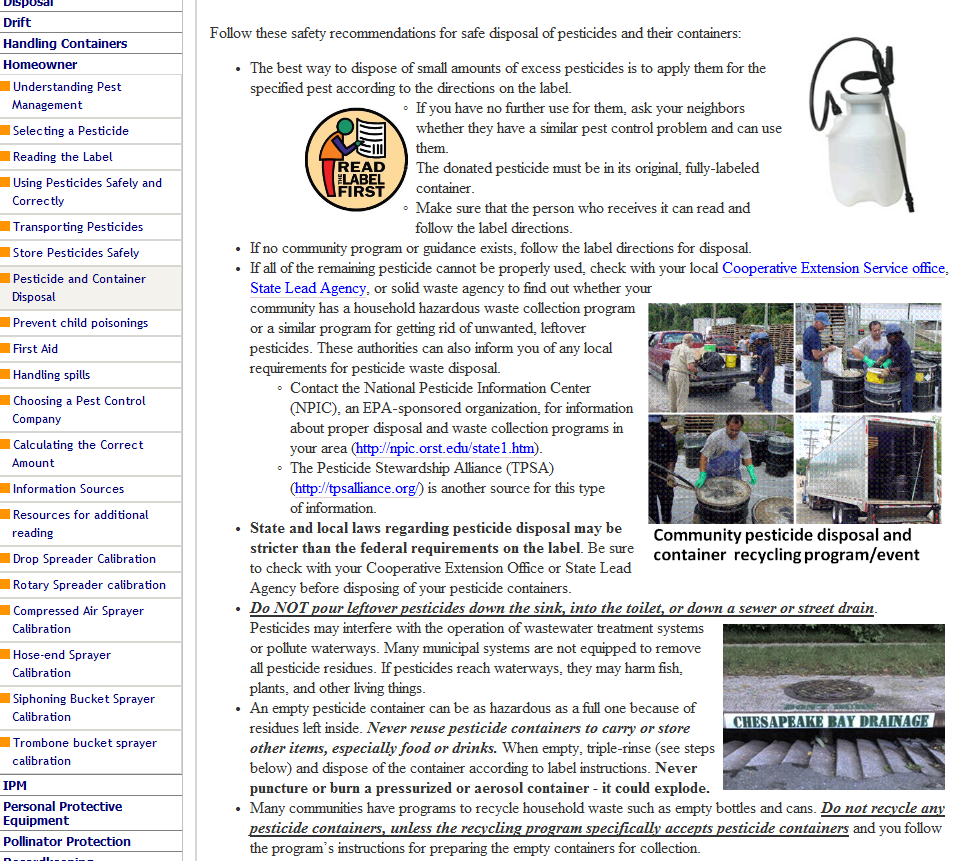 Disposal
Drift
Handling Containers
Homeowner
Understanding Pest
Management
Selecting a Pesticide
Reading the Label
Using Pesticides Safely and
Correctly
Transporting Pesticides
Store Pesticides Safely
Pesticide and Container
Disposal
Prevent child poisonings
First Aid
Handling spills
Choosing a Pest Control
Company
Calculating the Correct
Amount
Information Sources
Resources for additional
reading
Drop Spreader Calibration
Rotary Spreader calibration
Compressed Air Sprayer
Calibration
Hose-end Sprayer
Calibration
Siphoning Bucket Sprayer
Calibration
Trombone bucket sprayer
calibration
IPM
Personal Protective
Equipment
Pollinator Protection
Recordkeeping
Follow these safety recommendations for safe disposal of pesticides and their containers:
The best way to dispose of small amounts of excess pesticides is to apply them for the
specified pest according to the directions on the label.
If you have no further use for them, ask your neighbors
whether they have a similar pest control problem and can use
them.
The donated pesticide must be in its original, fully-labeled
container.
Make sure that the person who receives it can read and
follow the label directions.
READ
THE LABEL
FIRST
If no community program or guidance exists, follow the label directions for disposal.
If all of the remaining pesticide cannot be properly used, check with your local Cooperative Extension Service office,
State Lead Agency, or solid waste agency to find out whether your
community has a household hazardous waste collection program
or a similar program for getting rid of unwanted, leftover
pesticides. These authorities can also inform you of any local
requirements for pesticide waste disposal.
Contact the National Pesticide Information Center
(NPIC), an EPA-sponsored organization, for information
about proper disposal and waste collection programs in
your area (http://npic.orst.edu/state1.htm).
The Pesticide Stewardship Alliance (TPSA)
(http://tpsalliance.org/) is another source for this type
of information.
Community pesticide disposal and
container recycling program/event
State and local laws regarding pesticide disposal may be
stricter than the federal requirements on the label. Be sure
to check with your Cooperative Extension Office or State Lead
Agency before disposing of your pesticide containers.
Do NOT pour leftover pesticides down the sink, into the toilet, or down a sewer or street drain.
Pesticides may interfere with the operation of wastewater treatment systems
or pollute waterways. Many municipal systems are not equipped to remove
all pesticide residues. If pesticides reach waterways, they may harm fish,
plants, and other living things.
CHESAPEAKE BAY DRAINAGE
An empty pesticide container can be as hazardous as a full one because of
residues left inside. Never reuse pesticide containers to carry or store
other items, especially food or drinks. When empty, triple-rinse (see steps
below) and dispose of the container according to label instructions. Never
puncture or burn a pressurized or aerosol container - it could explode.
Many communities have programs to recycle household waste such as empty bottles and cans. Do not recycle any
pesticide containers, unless the recycling program specifically accepts pesticide containers and you follow
the program's instructions for preparing the empty containers for collection.